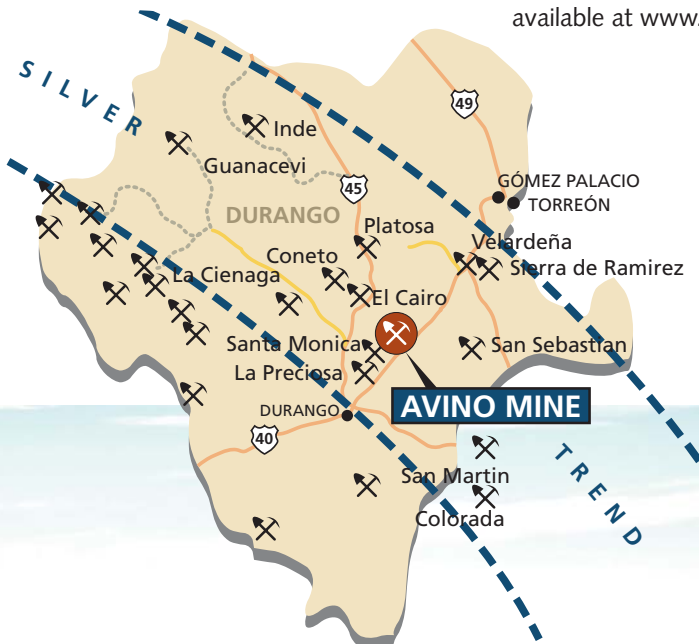 available at www.
SILVER
49
Inde
Guanacevi
45
GÓMEZ PALACIO
TORREÓN
DURANGO
Platosa
Velardeña
Coneto
La Cienaga
Sierra de Ramirez
El Cairo
Santa Monica
San Sebastian
La Preciosa
AVINO MINE
DURANGO
40
TREND
San Martin
Colorada